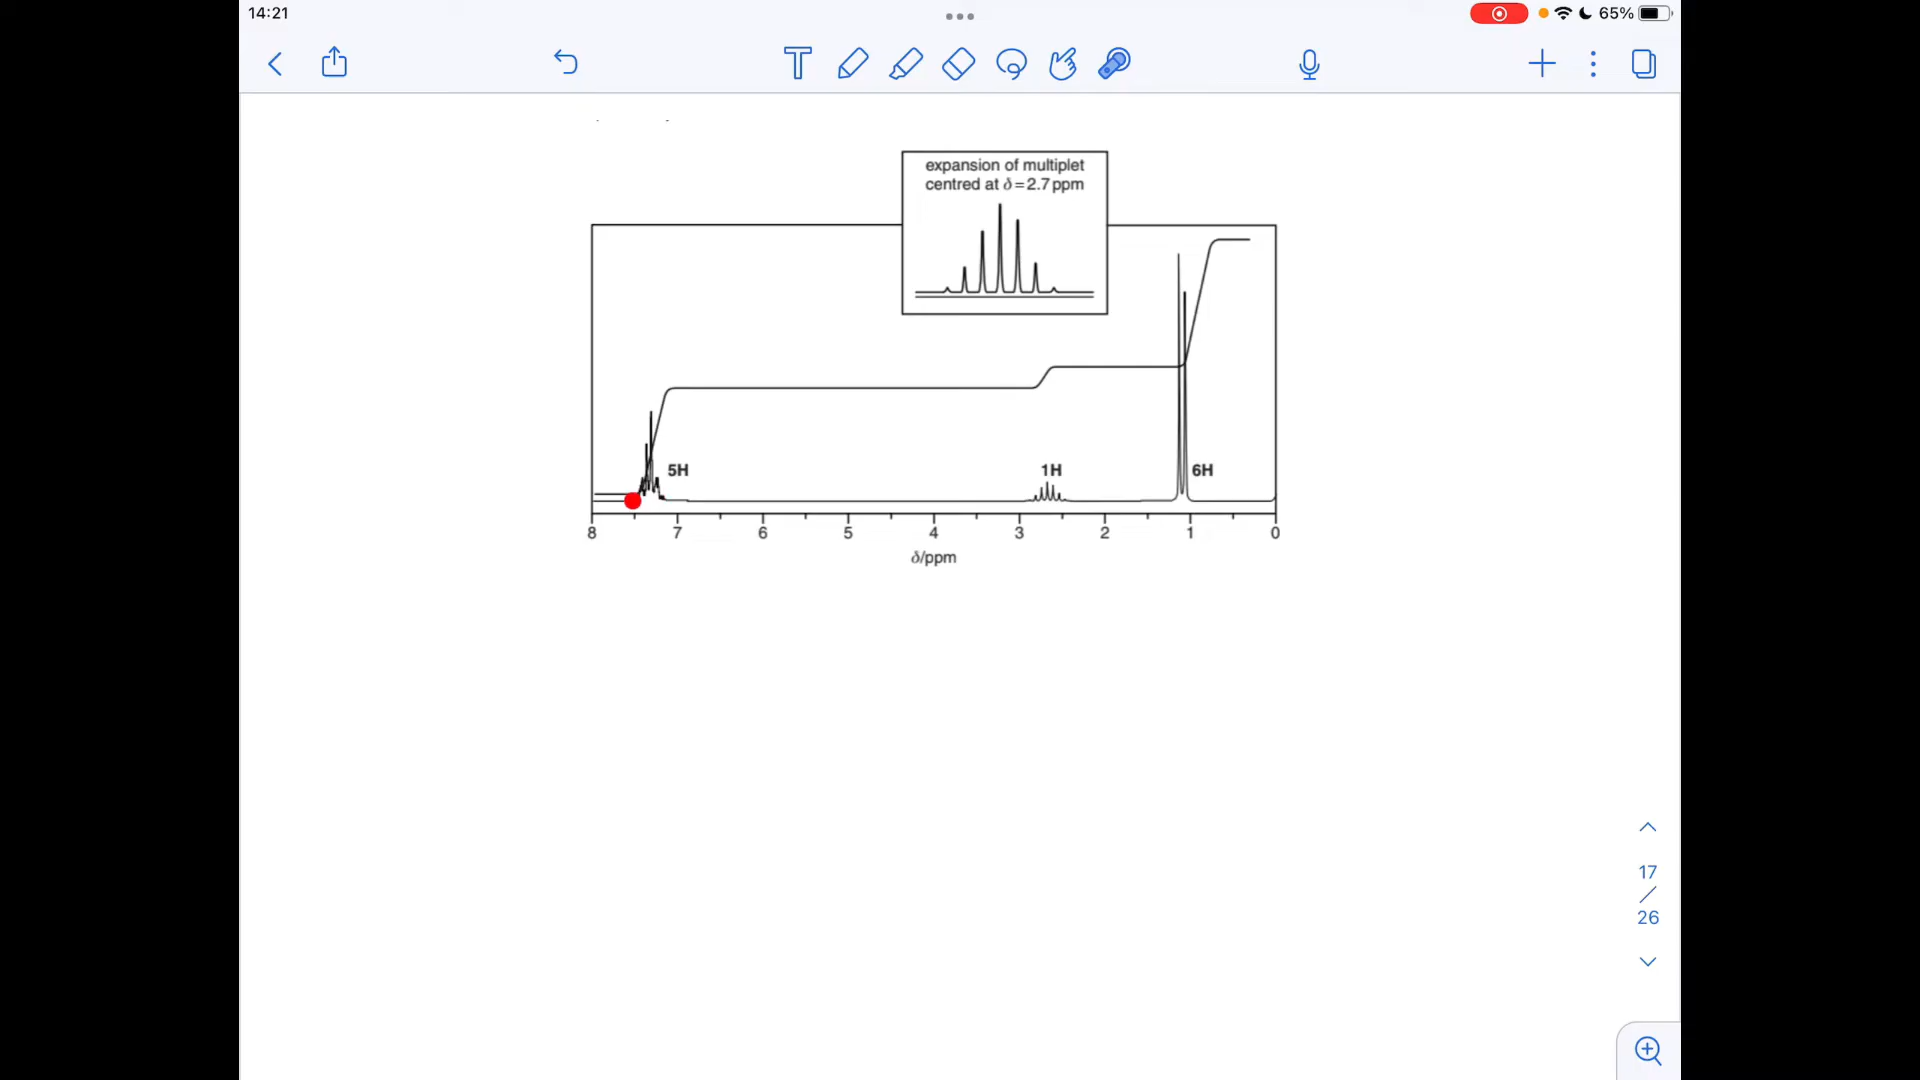 14:21
65%
expansion of multiplet
centred at δ = 2.7 ppm
5H
1H
6H
8 7 6 5 4 3 2 1 0
δ/ppm
17
/
26